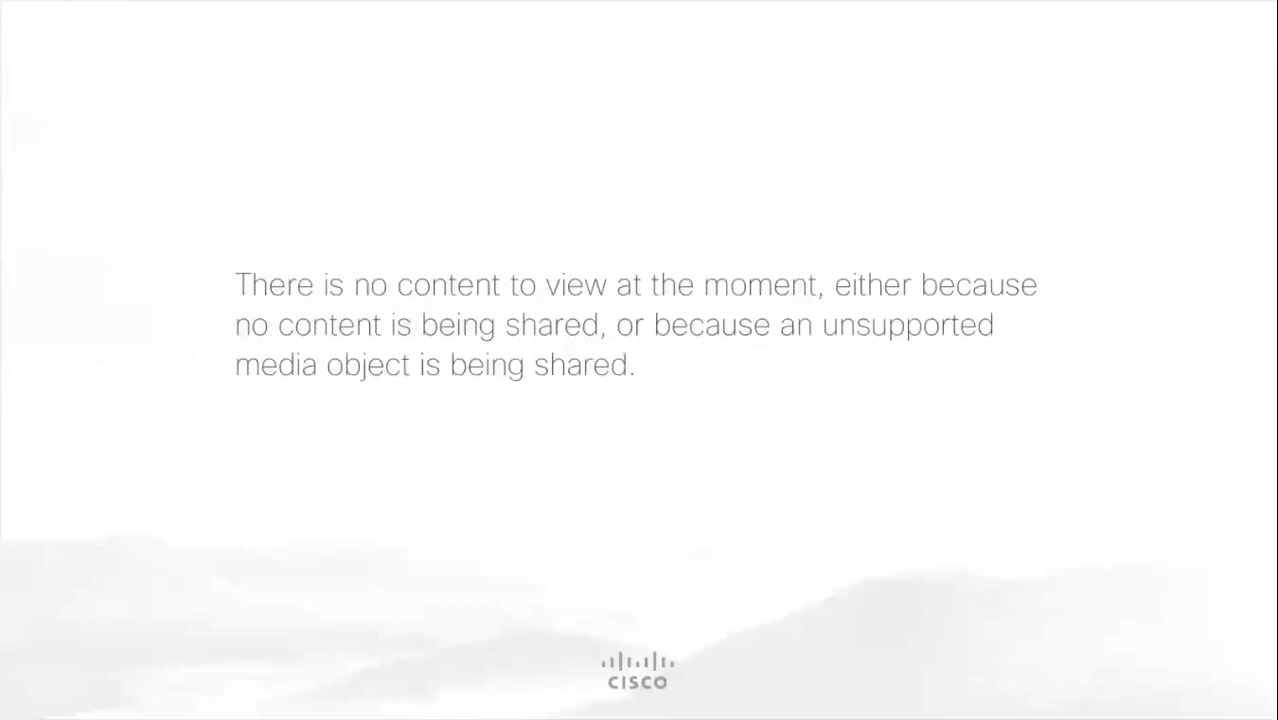 There is no content to view at the moment, either because
no content is being shared, or because an unsupported
media object is being shared.
CISCO